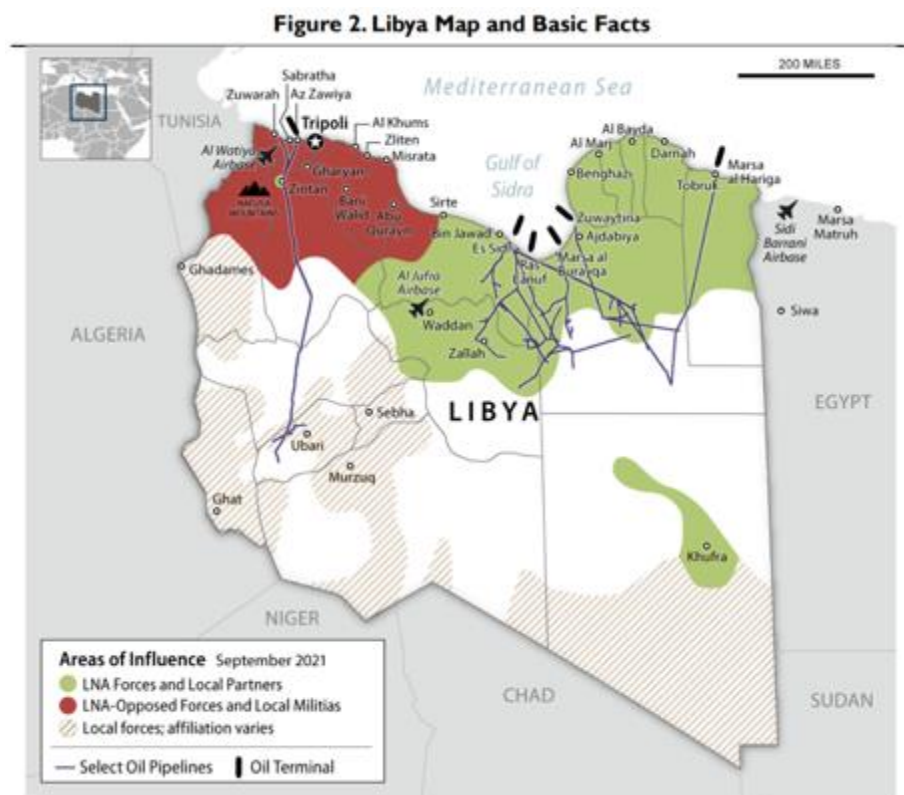 Figure 2. Libya Map and Basic Facts
200 MILES
Mediterranean Sea
Sabratha
Zuwarah
Az Zawiya
TUNISIA
Tripoli
Al Khums
Zliten
Misrata
Al Watiya
Airbase
Gharyan
Zintan
NAFUSA
MOUNTAINS
Bani
Walid
Abu
Qurayn
Gulf of
Sidra
Al Bayda
Al Marj
Darnah
Benghazi
Tobruk
Marsa
al Hariga
Sirte
Bin Jawad
Es Sidr
Ras
Lanuf
Zuwaytina
Ajdabiya
Marsa al
Burayqa
Sidi
Barrani
Airbase
Marsa
Matruh
Ghadames
Al Jufra
Airbase
Waddan
Zallah
Siwa
ALGERIA
LIBYA
EGYPT
Sebha
Ubari
Murzuq
Ghat
Khufra
NIGER
CHAD
SUDAN
Areas of Influence September 2021
LNA Forces and Local Partners
LNA-Opposed Forces and Local Militias
Local forces; affiliation varies
Select Oil Pipelines
Oil Terminal